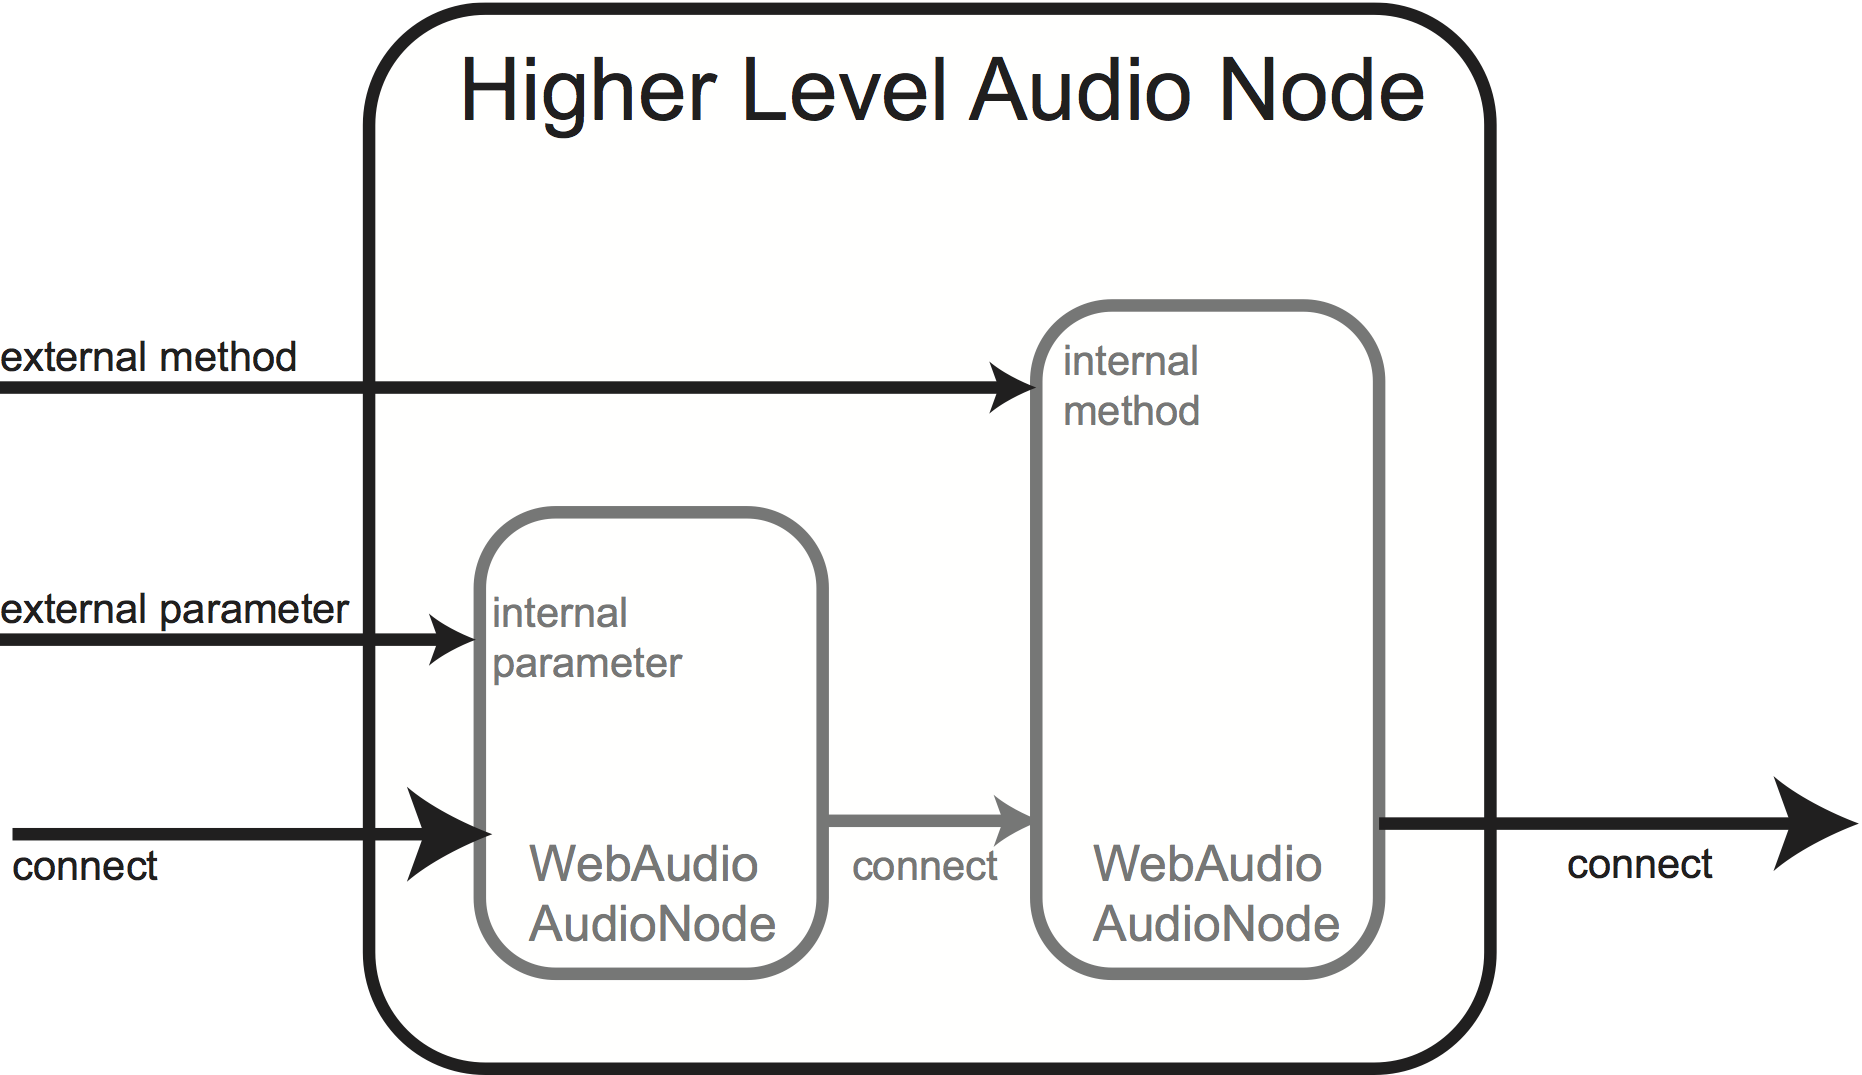 Higher Level Audio Node
external method
internal
method
external parameter
internal
parameter
connect
WebAudio
AudioNode
connect
WebAudio
AudioNode
connect